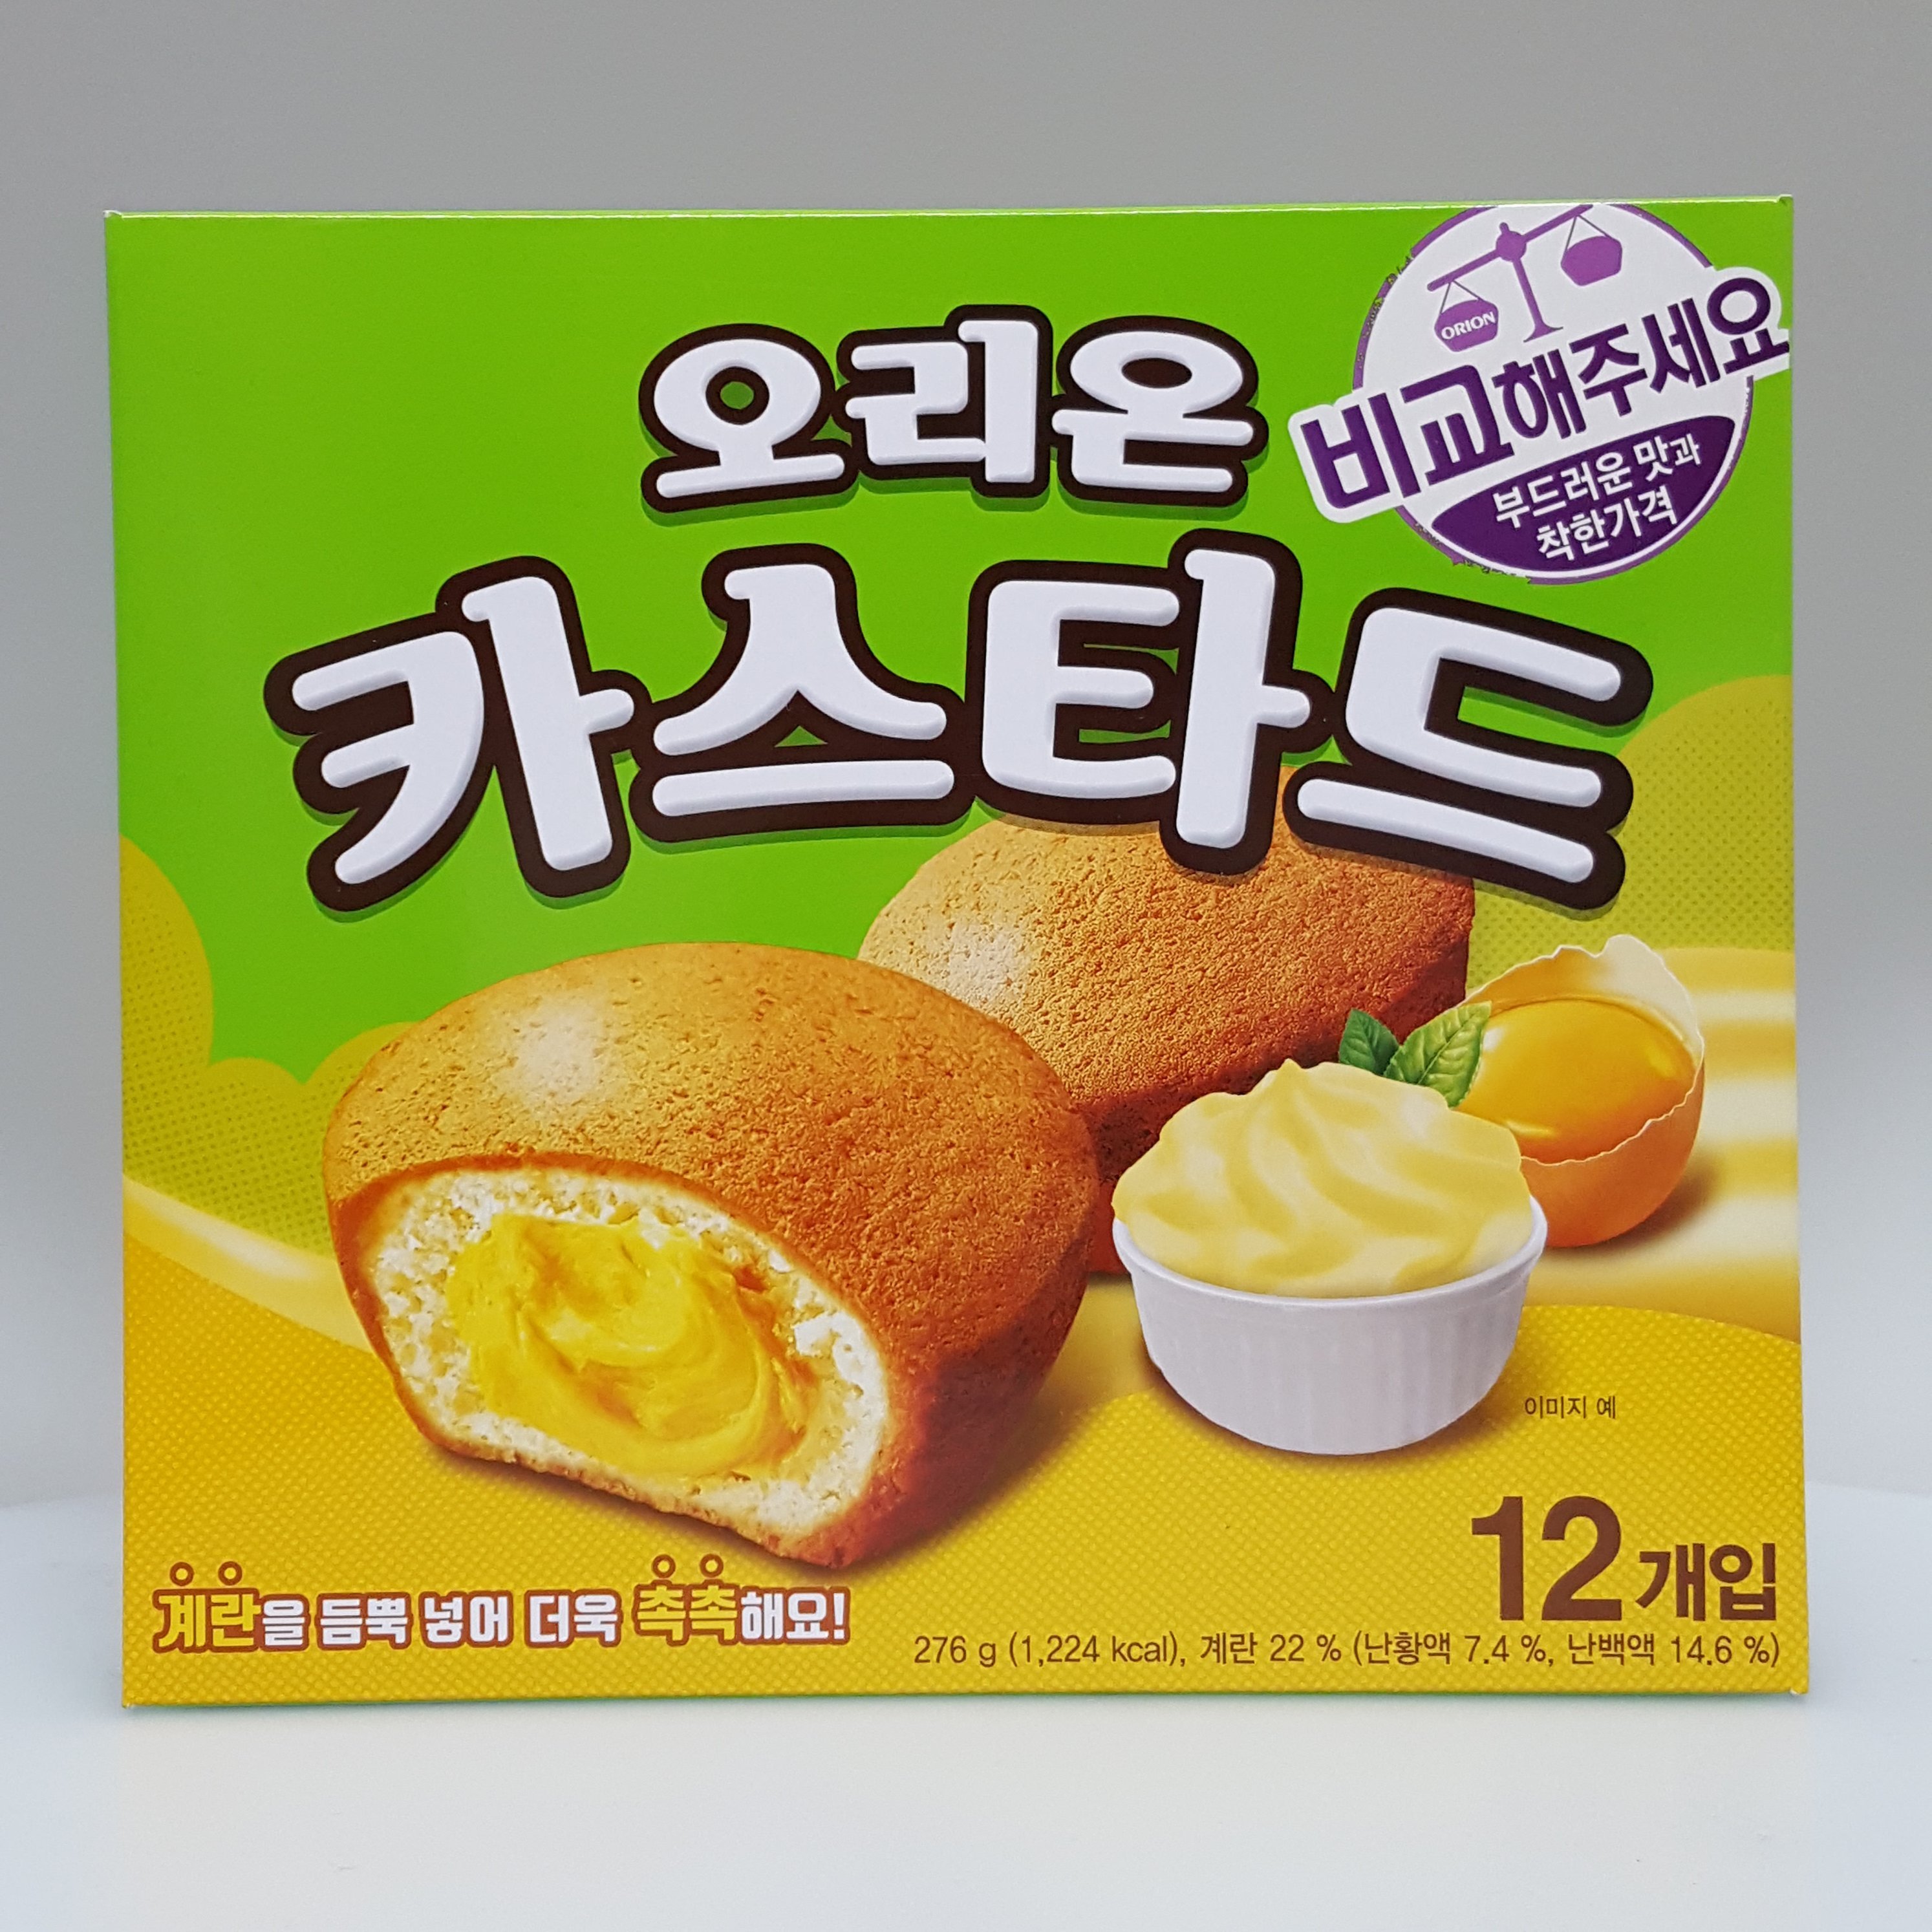 ORION
비교해주세요
부드러운 맛과
착한가격
오리온
카스타드
이미지 예
12개입
계란을 듬뿍 넣어 더욱 촉촉해요!
276 g (1,224 kcal), 계란 22 % (난황액 7.4 %, 난백액 14.6 %)